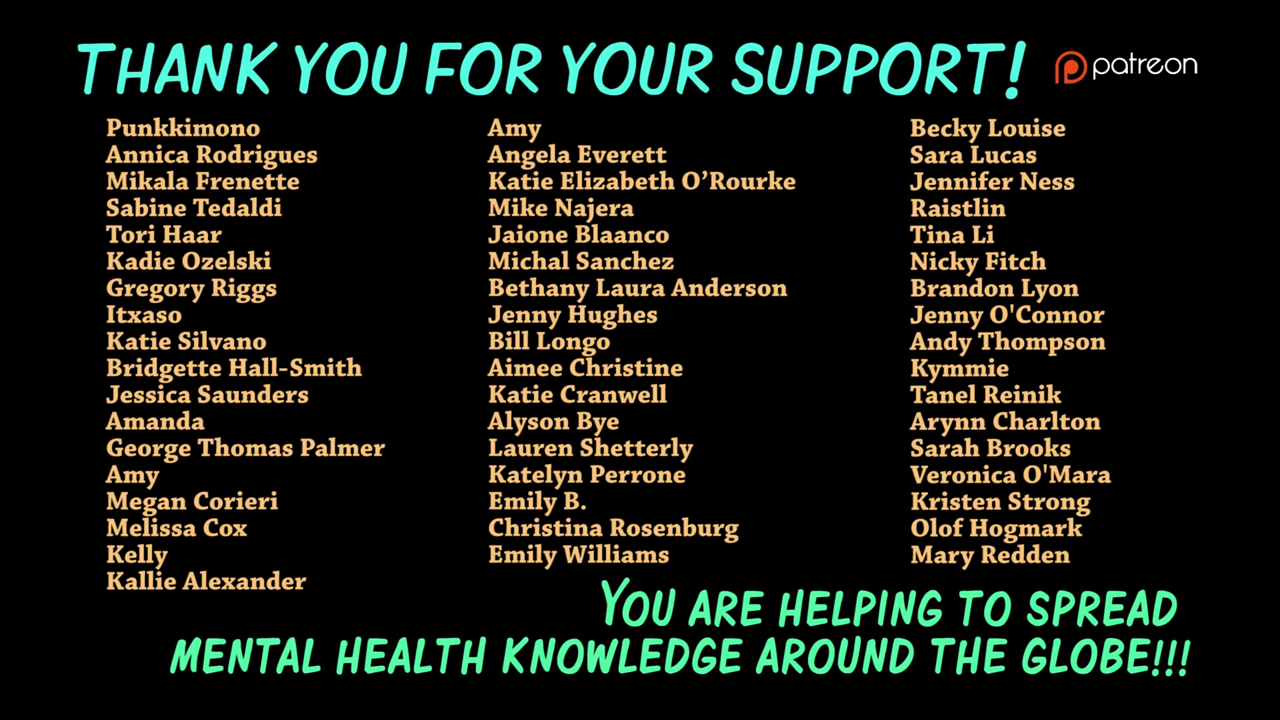 THANK YOU FOR YOUR SUPPORT!
patreon
Punkkimono
Annica Rodrigues
Mikala Frenette
Sabine Tedaldi
Tori Haar
Kadie Ozelski
Gregory Riggs
Itxaso
Katie Silvano
Bridgette Hall-Smith
Jessica Saunders
Amanda
George Thomas Palmer
Amy
Megan Corieri
Melissa Cox
Kelly
Kallie Alexander
Amy
Angela Everett
Katie Elizabeth O’Rourke
Mike Najera
Jaione Blaanco
Michal Sanchez
Bethany Laura Anderson
Jenny Hughes
Bill Longo
Aimee Christine
Katie Cranwell
Alyson Bye
Lauren Shetterly
Katelyn Perrone
Emily B.
Christina Rosenburg
Emily Williams
Becky Louise
Sara Lucas
Jennifer Ness
Raistlin
Tina Li
Nicky Fitch
Brandon Lyon
Jenny O'Connor
Andy Thompson
Kymmie
Tanel Reinik
Arynn Charlton
Sarah Brooks
Veronica O'Mara
Kristen Strong
Olof Hogmark
Mary Redden
YOU ARE HELPING TO SPREAD
MENTAL HEALTH KNOWLEDGE AROUND THE GLOBE!!!